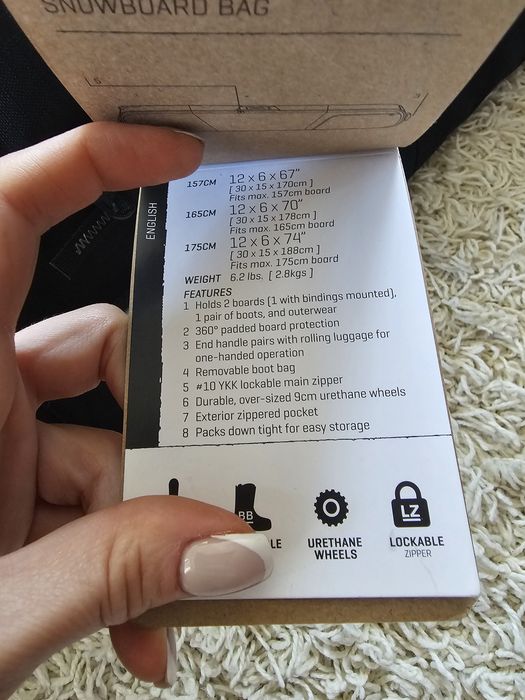 SNOWBOARD BAG
5
ENGLISH
157CM 12 x 6 x 67"
[ 30 x 15 x 170cm ]
Fits max. 157cm board
165CM 12 x 6 x 70"
[ 30 x 15 x 178cm ]
Fits max. 165cm board
175CM 12 x 6 x 74"
[ 30 x 15 x 188cm ]
Fits max. 175cm board
WEIGHT 6.2 lbs. [ 2.8kgs ]
FEATURES
1 Holds 2 boards [1 with bindings mounted],
1 pair of boots, and outerwear
2 360° padded board protection
3 End handle pairs with rolling luggage for
one-handed operation
4 Removable boot bag
5 #10 YKK lockable main zipper
6 Durable, over-sized 9cm urethane wheels
7 Exterior zippered pocket
8 Packs down tight for easy storage
BB
LZ
URETHANE
WHEELS
LOCKABLE
ZIPPER